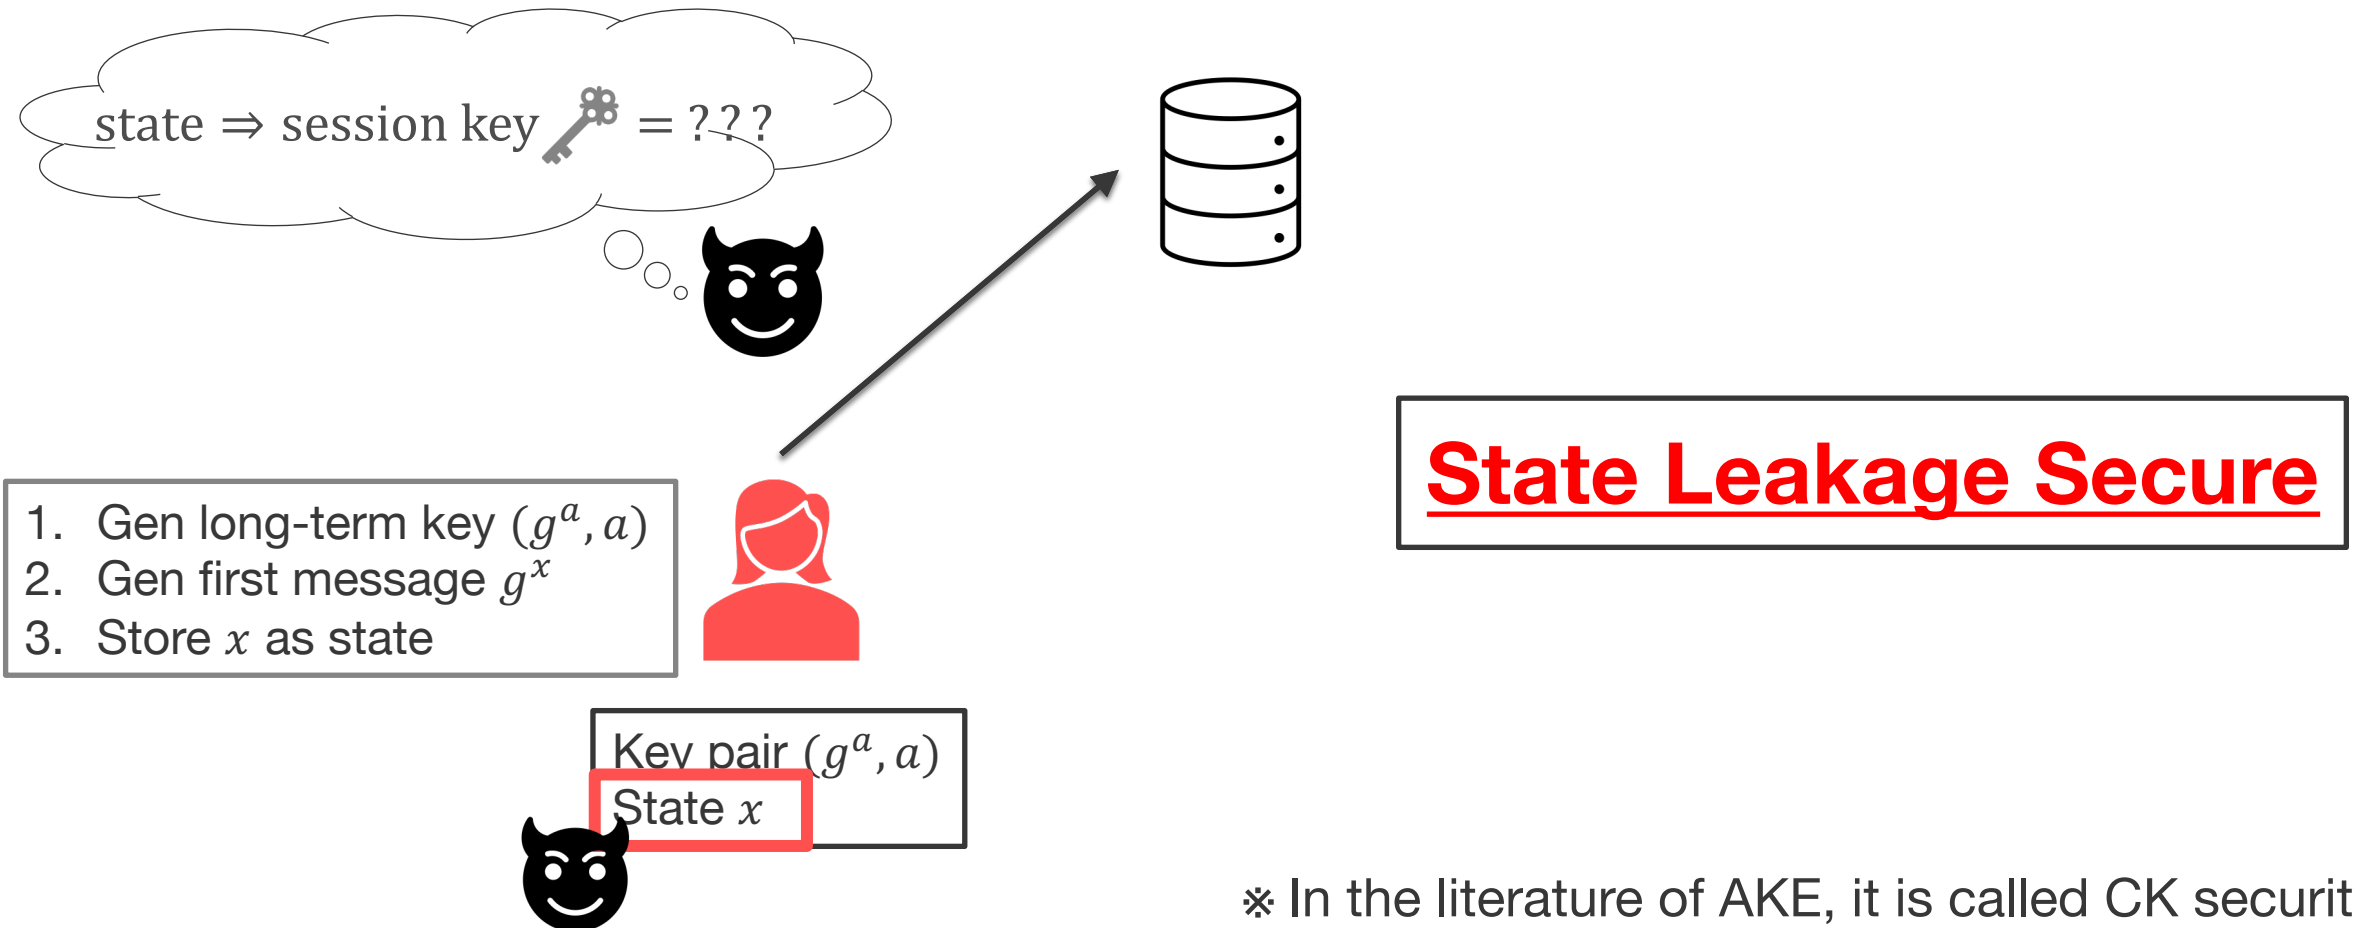 state ⇒ session key = ???
State Leakage Secure
1. Gen long-term key (g^a, a)
2. Gen first message g^x
3. Store x as state
Key pair (g^a, a)
State x
※ In the literature of AKE, it is called CK securit